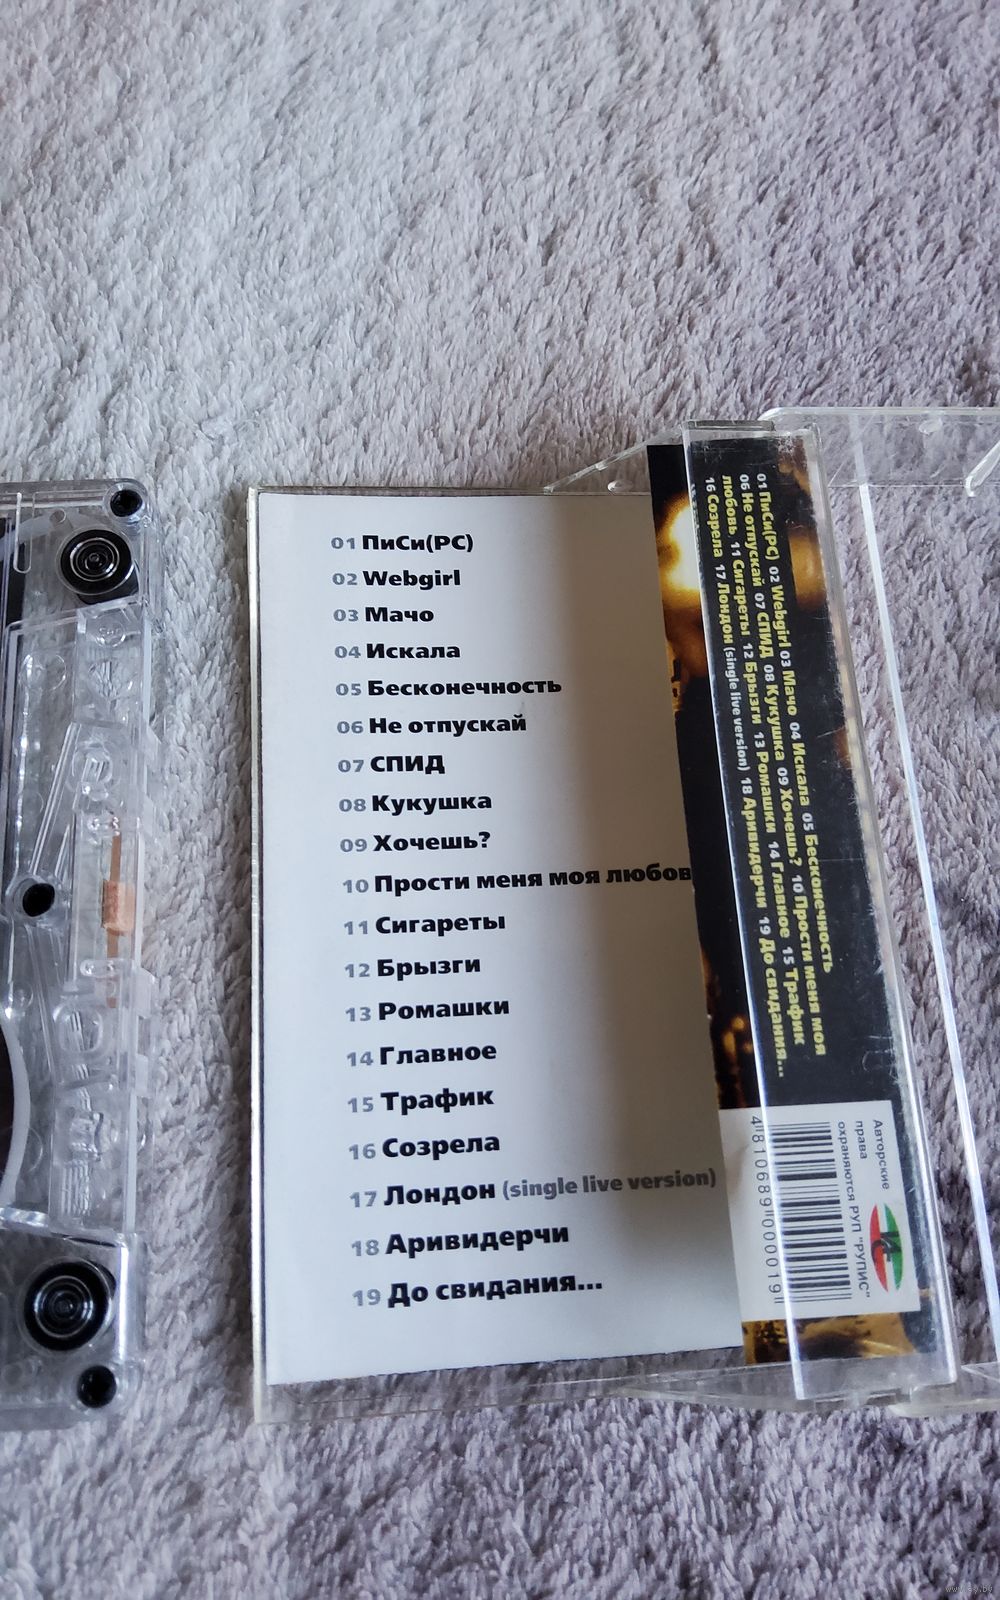 01 ПиСи(PC)
02 Webgirl
03 Мачо
04 Искала
05 Бесконечность
06 Не отпускай
07 СПИД
08 Кукушка
09 Хочешь?
10 Прости меня моя любов
11 Сигареты
12 Брызги
13 Ромашки
14 Главное
15 Трафик
16 Созрела
17 Лондон (single live version)
18 Аривидерчи
19 До свидания...
01 ПиСи(PC) 02 Webgirl 03 Мачо 04 Искала 05 Бесконечность
06 Не отпускай 07 СПИД 08 Кукушка 09 Хочешь? 10 Прости меня моя
любовь 11 Сигареты 12 Брызги 13 Ромашки 14 Главное 15 Трафик
16 Созрела 17 Лондон (single live version) 18 Аривидерчи 19 До свидания...
Авторские
права
охраняются РУП "РУПИС"
4810689000019